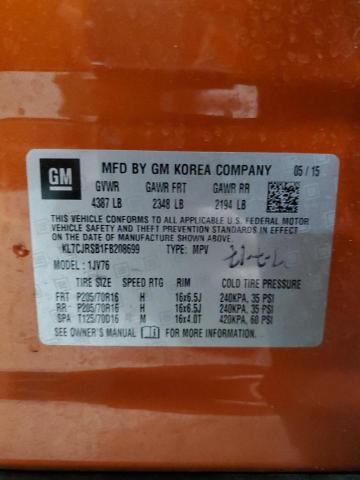 GM
MFD BY GM KOREA COMPANY 05 / 15
GVWR GAWR FRT GAWR RR
4387 LB 2348 LB 2194 LB
THIS VEHICLE CONFORMS TO ALL APPLICABLE U.S. FEDERAL MOTOR
VEHICLE SAFETY AND THEFT PREVENTION STANDARDS IN EFFECT
ON THE DATE OF MANUFACTURE SHOWN ABOVE.
KLTCJRSB1FB208699 TYPE: MPV
MODEL: 1JV76
TIRE SIZE SPEED RTG RIM COLD TIRE PRESSURE
FRT P205/70R16 H 16x6.5J 240KPA, 35 PSI
RR P205/70R16 H 16x6.5J 240KPA, 35 PSI
SPA T125/70D16 M 16x4.0T 420KPA, 60 PSI
SEE OWNER'S MANUAL FOR ADDITIONAL INFORMATION.